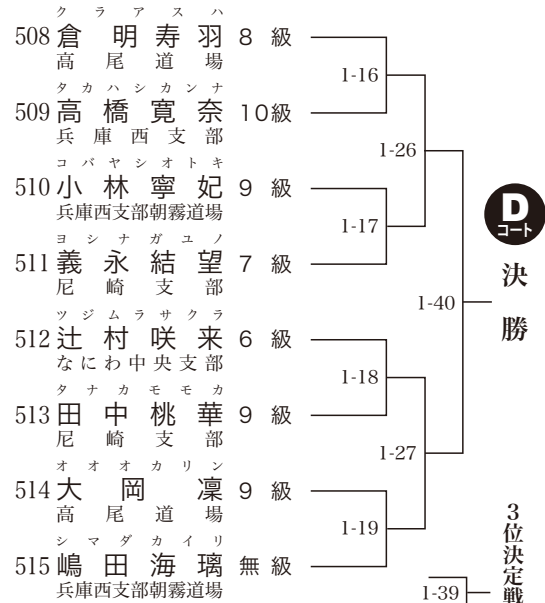 クラアスハ
508 倉明寿羽 8級
高尾道場
1-16
タカハシカンナ
509 高橋寛奈 10級
兵庫西支部
1-26
コバヤシオトキ
510 小林寧妃 9級
兵庫西支部朝霧道場
1-17
ヨシナガユノ
511 義永結望 7級
尼崎支部
D
コート
決勝
1-40
ツジムラサクラ
512 辻村咲来 6級
なにわ中央支部
1-18
タナカモモカ
513 田中桃華 9級
尼崎支部
1-27
オオオカリン
514 大岡凜 9級
高尾道場
1-19
シマダカイリ
515 嶋田海璃 無級
兵庫西支部朝霧道場
3位決定戦
1-39